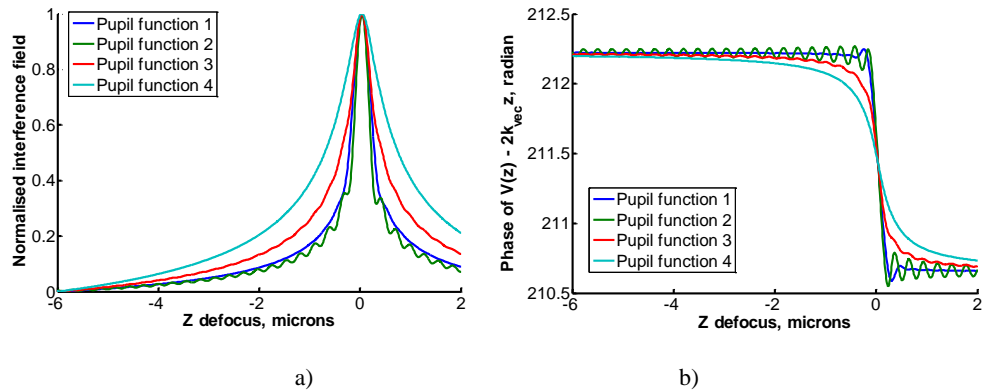 Pupil function 1
Pupil function 2
Pupil function 3
Pupil function 4
Normalised interference field
1
0.8
0.6
0.4
0.2
0
-6
-4
-2
0
2
Z defocus, microns
a)
212.5
212
211.5
211
210.5
Phase of V(z) - 2k_vec z, radian
Pupil function 1
Pupil function 2
Pupil function 3
Pupil function 4
-6
-4
-2
0
2
Z defocus, microns
b)